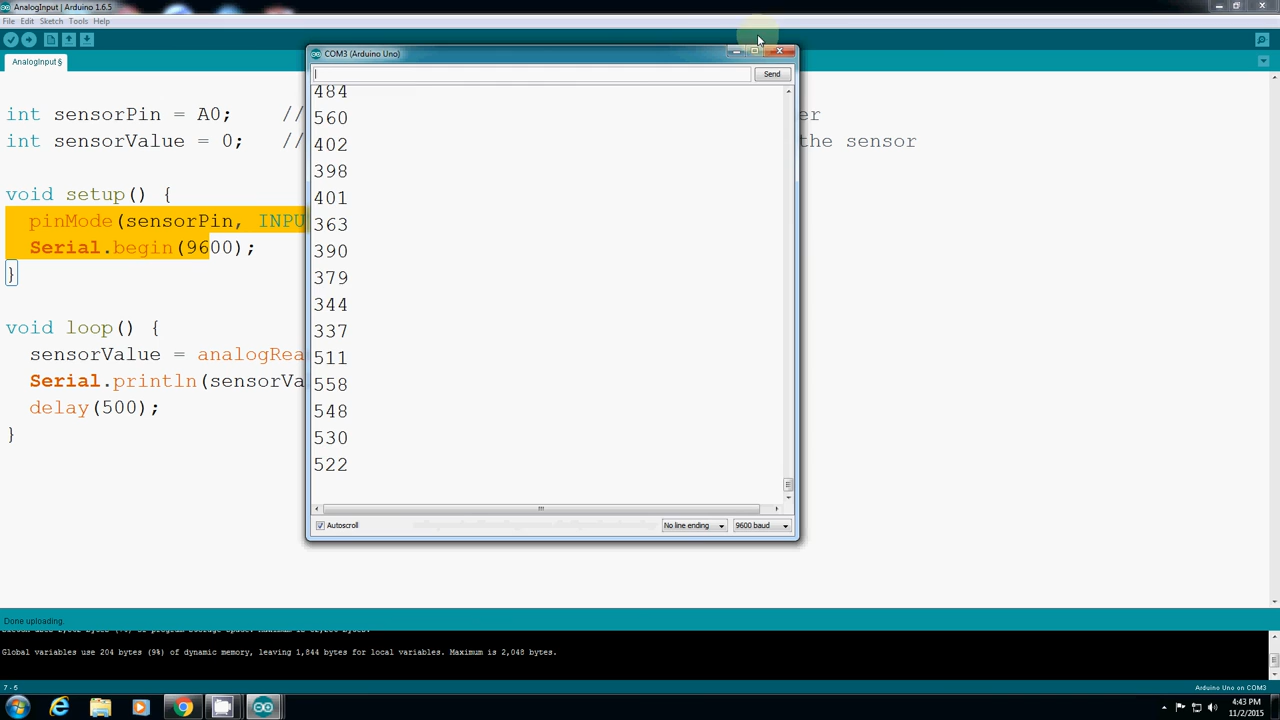 AnalogInput | Arduino 1.6.5
File Edit Sketch Tools Help
AnalogInput §
COM3 (Arduino Uno)
Send
484
560
402
398
401
363
390
379
344
337
511
558
548
530
522
Autoscroll
No line ending
9600 baud
int sensorPin = A0; //
int sensorValue = 0; // the sensor
void setup() {
pinMode(sensorPin, INPU
Serial.begin(9600);
}
void loop() {
sensorValue = analogRea
Serial.println(sensorVa
delay(500);
}
Done uploading.
Global variables use 204 bytes (9%) of dynamic memory, leaving 1,844 bytes for local variables. Maximum is 2,048 bytes.
7 - 5
Arduino Uno on COM3
4:43 PM
11/2/2015